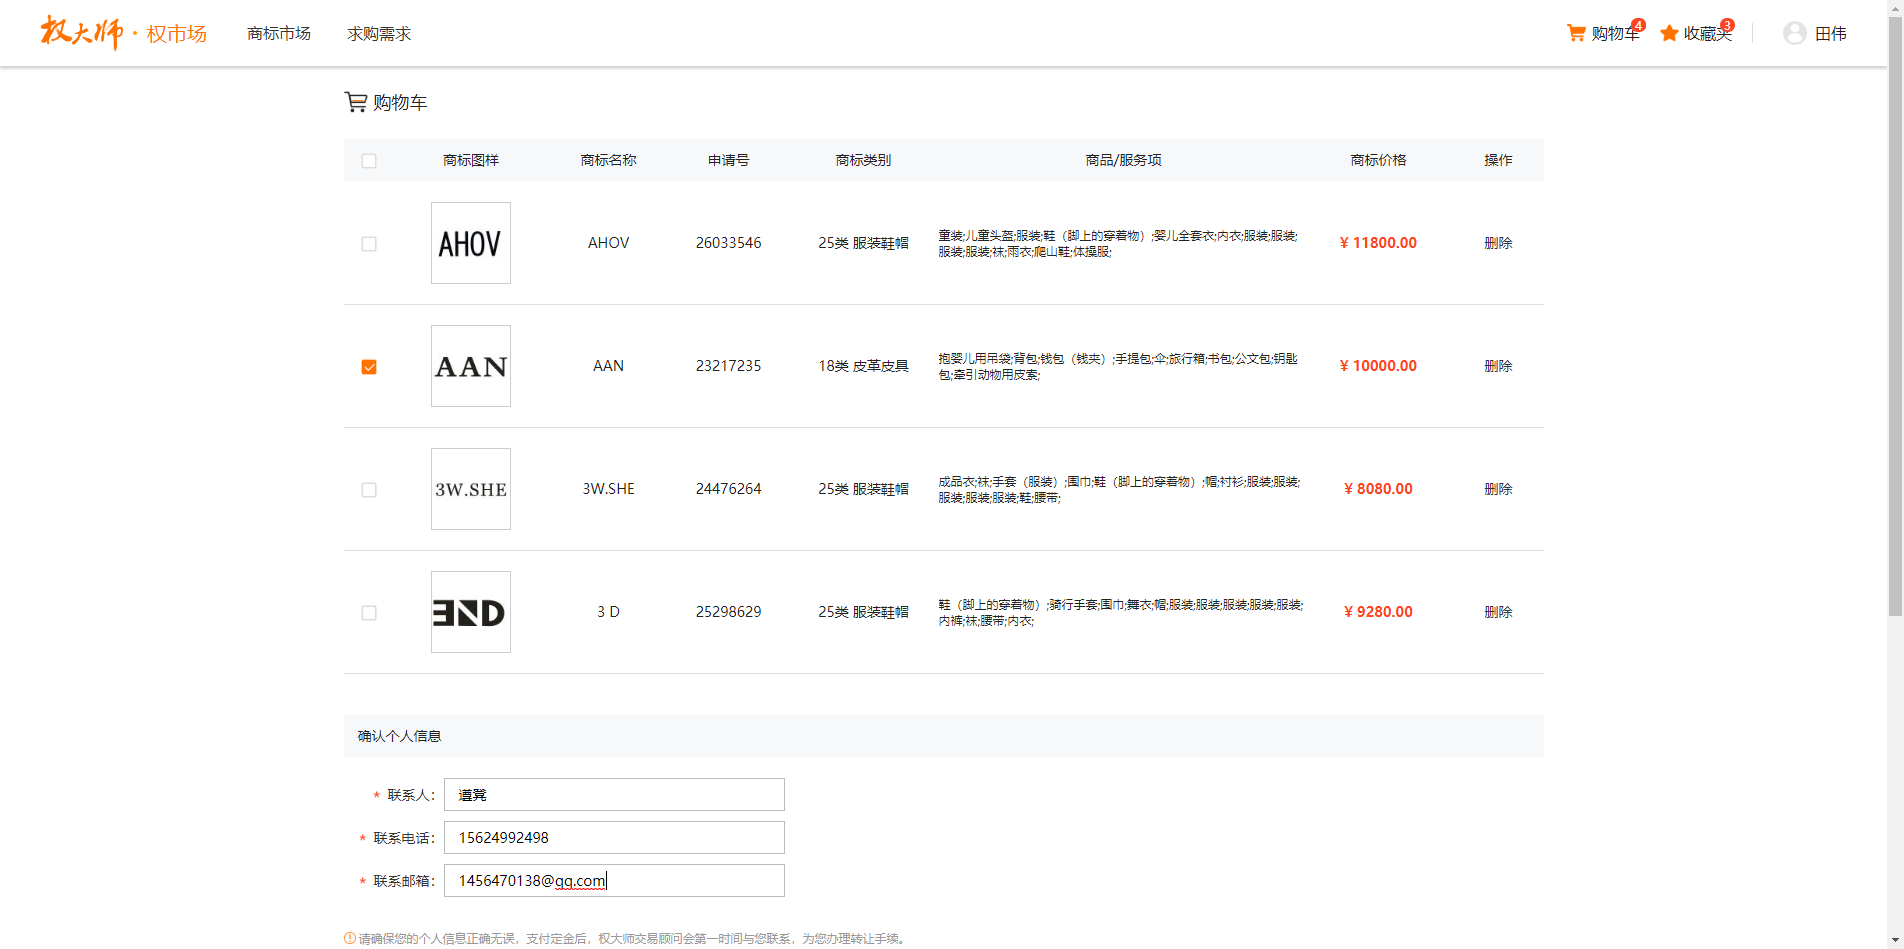 权大师·权市场 商标市场 求购需求 购物车 4 收藏夹 3 田伟
购物车
商标图样 商标名称 申请号 商标类别 商品/服务项 商标价格 操作
AHOV AHOV 26033546 25类 服装鞋帽 童装;儿童头盔;服装;鞋（脚上的穿着物）;婴儿全套衣;内衣;服装;服装;
服装;服装;袜;雨衣;爬山鞋;体操服; ¥ 11800.00 删除
AAN AAN 23217235 18类 皮革皮具 抱婴儿用吊袋;背包;钱包（钱夹）;手提包;伞;旅行箱;书包;公文包;钥匙
包;牵引动物用皮索; ¥ 10000.00 删除
3W.SHE 3W.SHE 24476264 25类 服装鞋帽 成品衣;袜;手套（服装）;围巾;鞋（脚上的穿着物）;帽;衬衫;服装;服装;
服装;服装;服装;鞋;腰带; ¥ 8080.00 删除
3ND 3 D 25298629 25类 服装鞋帽 鞋（脚上的穿着物）;骑行手套;围巾;舞衣;帽;服装;服装;服装;服装;服装;
内裤;袜;腰带;内衣; ¥ 9280.00 删除
确认个人信息
* 联系人： 道凳
* 联系电话： 15624992498
* 联系邮箱： 1456470138@qq.com
请确保您的个人信息正确无误，支付定金后，权大师交易顾问会第一时间与您联系，为您办理转让手续。